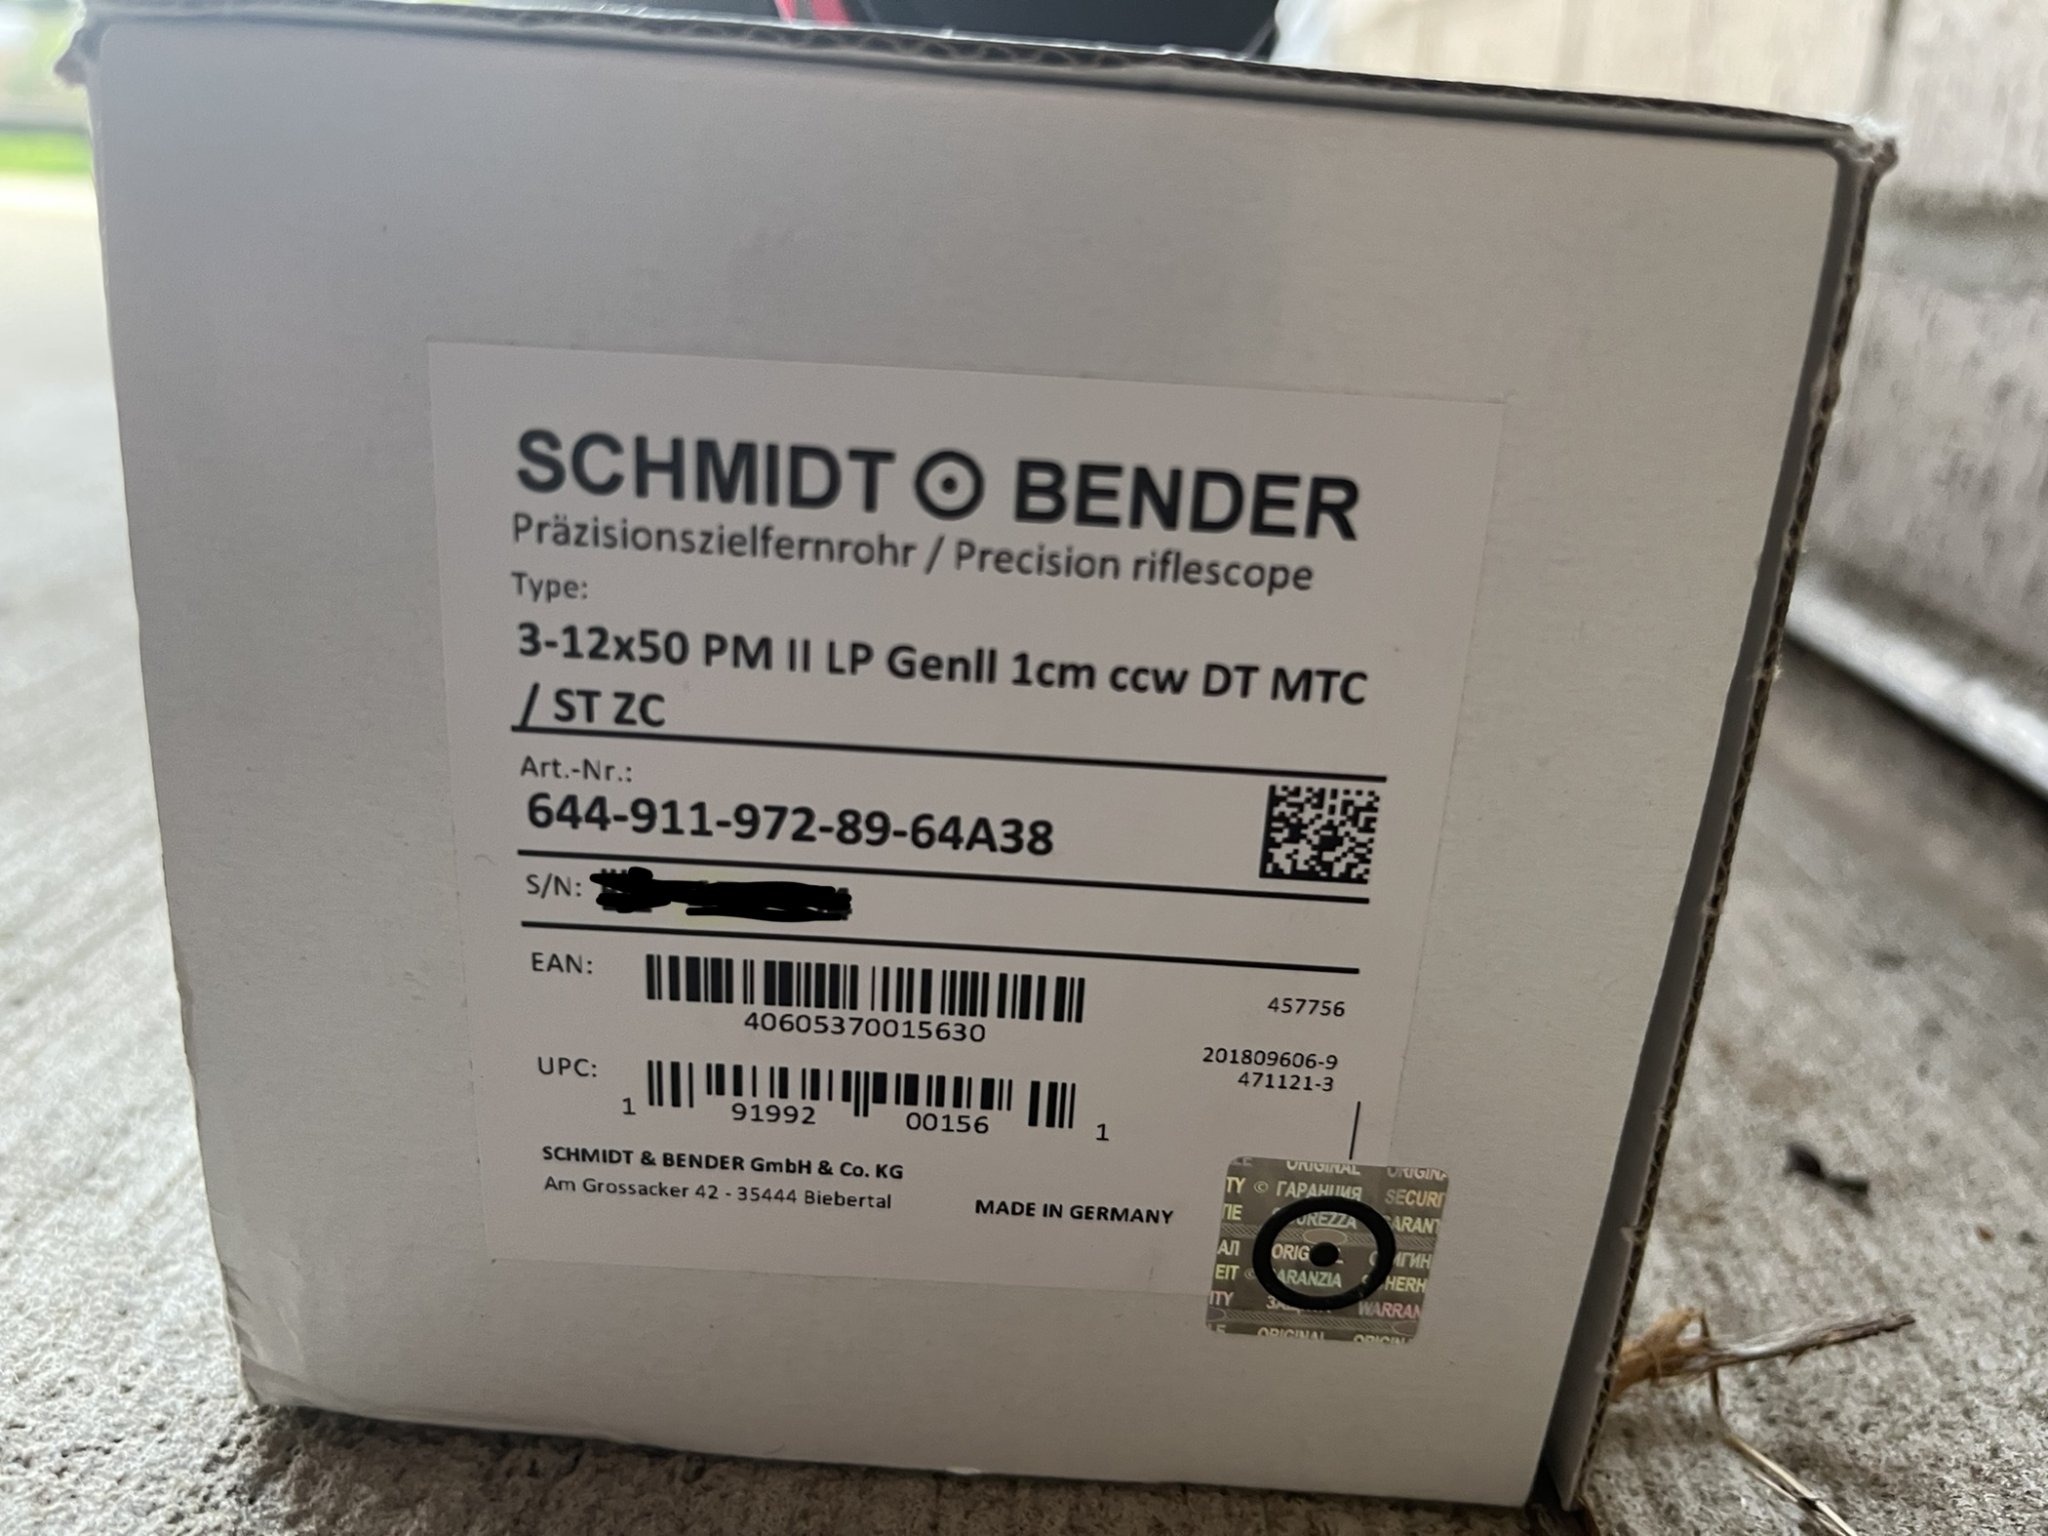 SCHMIDT BENDER
Präzisionszielfernrohr / Precision riflescope
Type:
3-12x50 PM II LP GenII 1cm ccw DT MTC
/ ST ZC
Art.-Nr.:
644-911-972-89-64A38
S/N:
EAN:
40605370015630
457756
201809606-9
471121-3
UPC:
1 91992 00156 1
SCHMIDT & BENDER GmbH & Co. KG
Am Grossacker 42 - 35444 Biebertal
MADE IN GERMANY
ORIGINAL
© ГАРАНЦИЯ
ORIGINAL